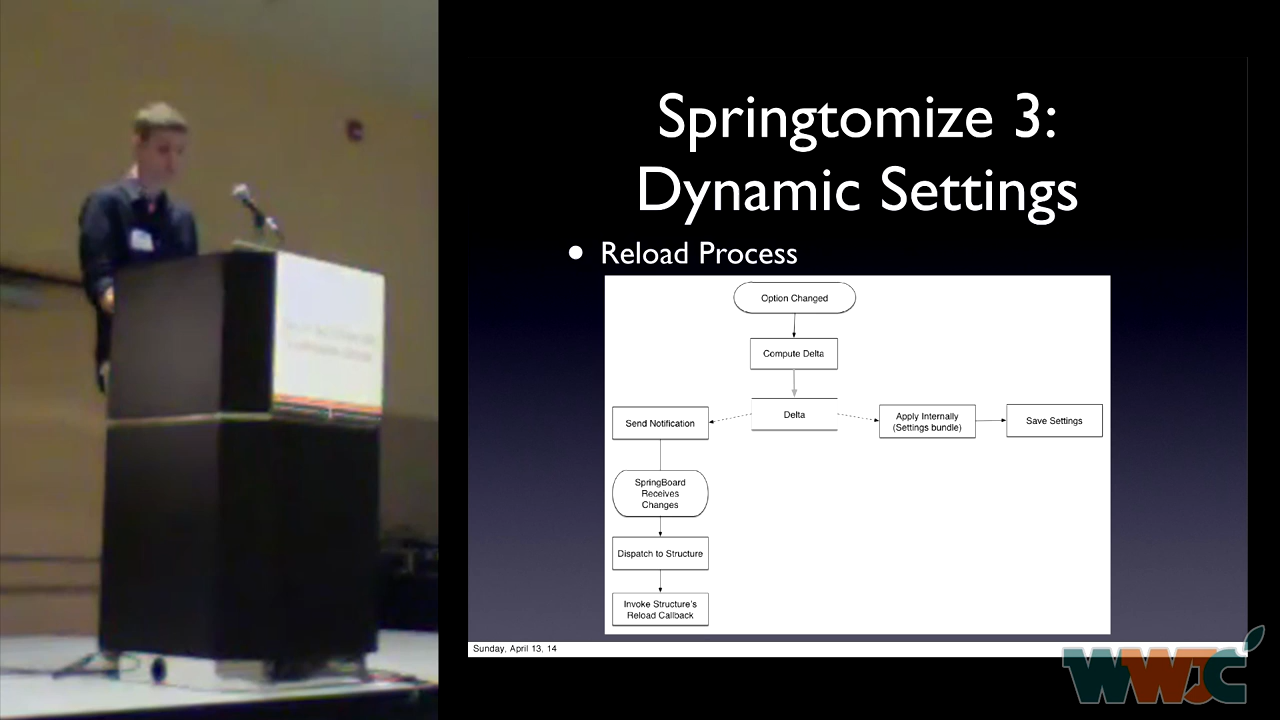 Springtomize 3:
Dynamic Settings
• Reload Process
Option Changed
Compute Delta
Delta
Send Notification
Apply Internally
(Settings bundle)
Save Settings
SpringBoard
Receives
Changes
Dispatch to Structure
Invoke Structure's
Reload Callback
Sunday, April 13, 14
WWJC